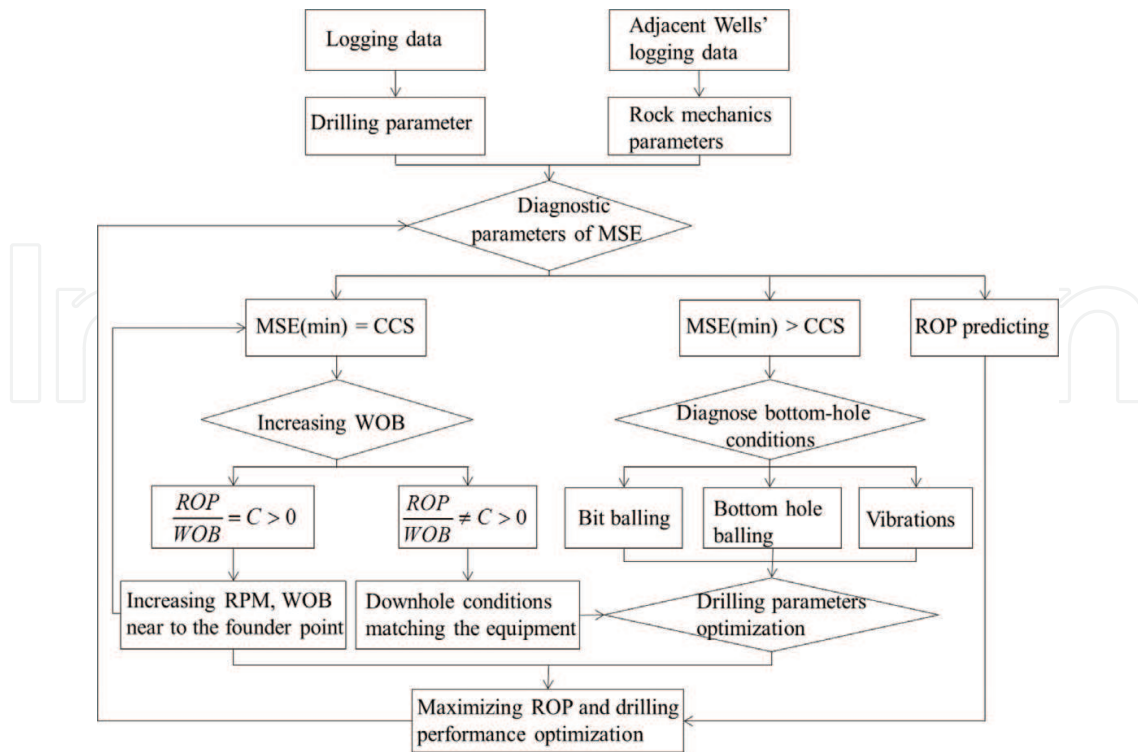 Logging data
Adjacent Wells'
logging data
Drilling parameter
Rock mechanics
parameters
Diagnostic
parameters of MSE
MSE(min) = CCS
MSE(min) > CCS
ROP predicting
Increasing WOB
Diagnose bottom-hole
conditions
ROP
WOB
= C > 0
ROP
WOB
≠ C > 0
Bit balling
Bottom hole
balling
Vibrations
Increasing RPM, WOB
near to the founder point
Downhole conditions
matching the equipment
Drilling parameters
optimization
Maximizing ROP and drilling
performance optimization